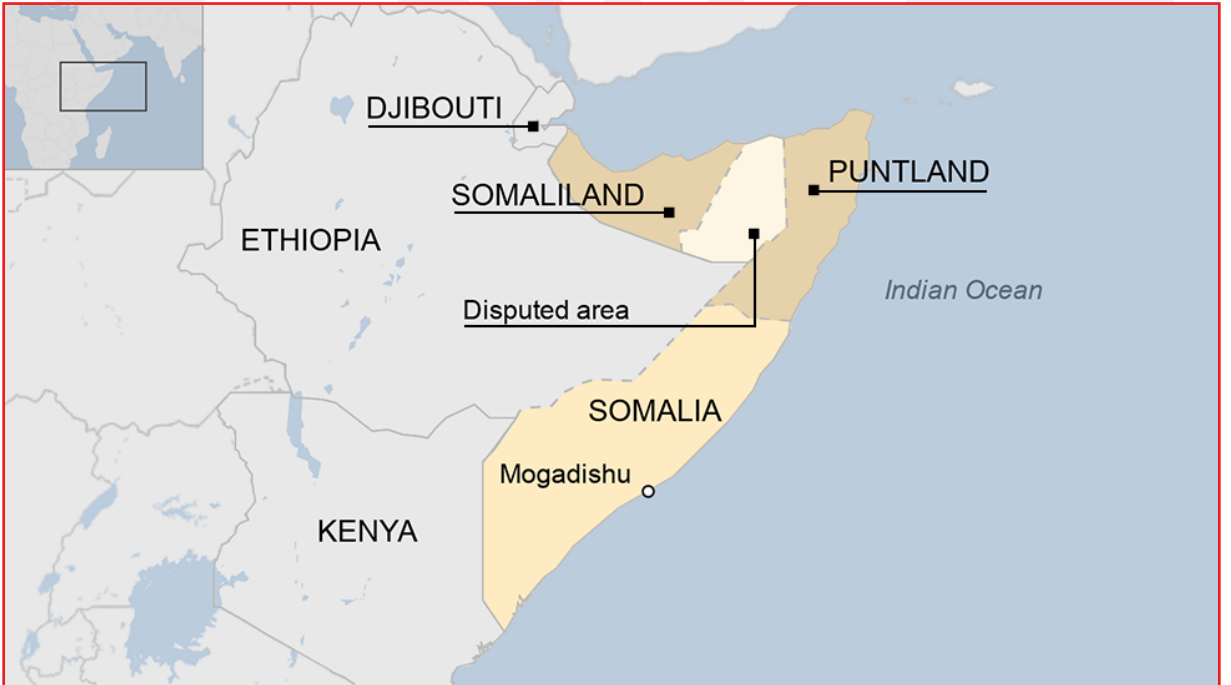 DJIBOUTI
PUNTLAND
SOMALILAND
ETHIOPIA
Indian Ocean
Disputed area
SOMALIA
Mogadishu
KENYA